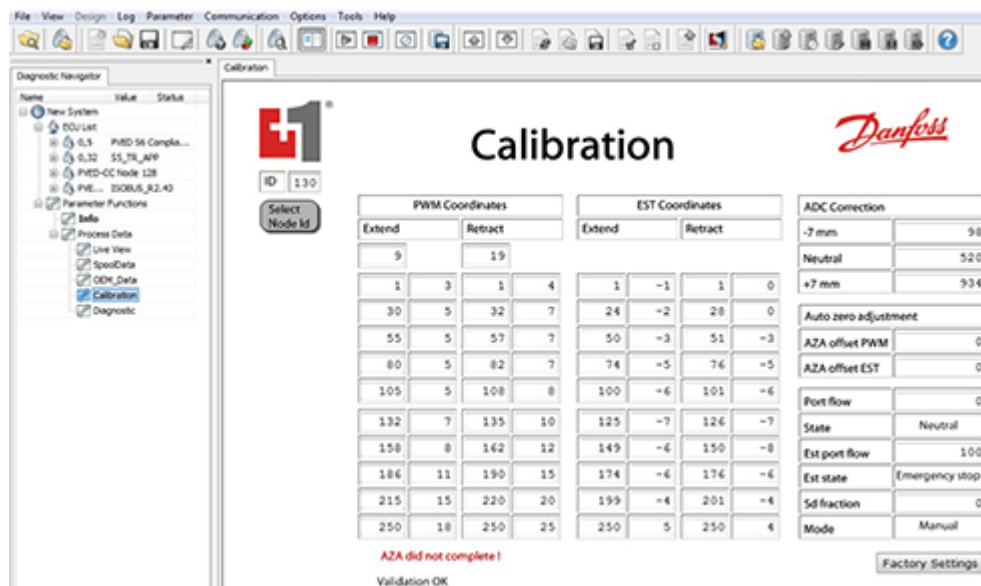 File View Design Log Parameter Communication Options Tools Help
Diagnostic Navigator
Name Value Status
New System
ECU List
0,5 PVED S6 Complia...
0,32 S5_TR_APP
PVED-CC Node 128
PVE... ISOBUS_R2.43
Parameter Functions
Info
Process Data
Live View
SpoolData
OEM_Data
Calibration
Diagnostic
Calibration
+1 ®
Calibration
Danfoss
ID 130
Select
Node Id
PWM Coordinates EST Coordinates
Extend Retract Extend Retract
9 19
1 3 1 4 1 -1 1 0
30 5 32 7 24 -2 28 0
55 5 57 7 50 -3 51 -3
80 5 82 7 74 -5 76 -5
105 5 108 8 100 -6 101 -6
132 7 135 10 125 -7 126 -7
158 8 162 12 149 -6 150 -8
186 11 190 15 174 -6 176 -6
215 15 220 20 199 -4 201 -4
250 18 250 25 250 5 250 4
ADC Correction
-7 mm 98
Neutral 520
+7 mm 934
Auto zero adjustment
AZA offset PWM 0
AZA offset EST 0
Port flow 0
State Neutral
Est port flow 100
Est state Emergency stop
Sd fraction 0
Mode Manual
AZA did not complete !
Validation OK
Factory Settings